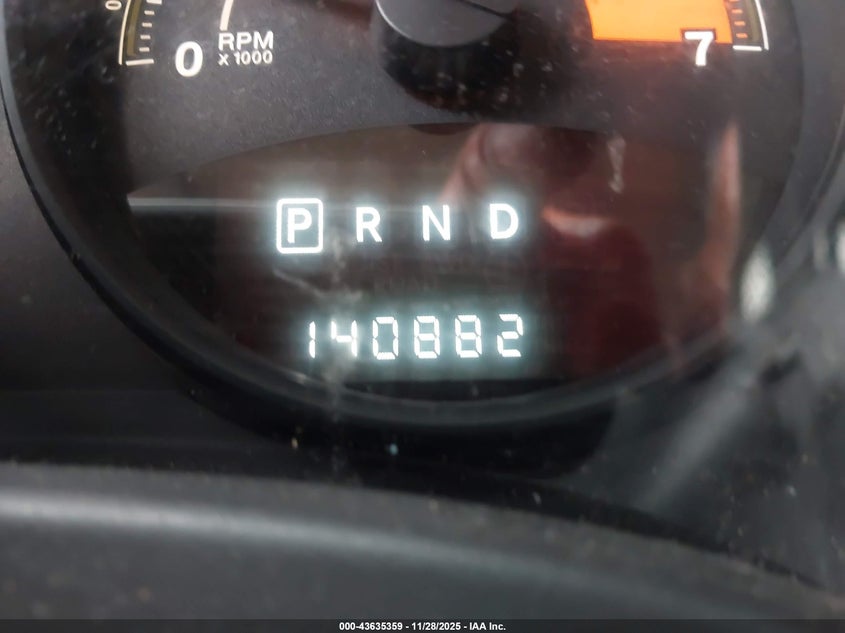 0 RPM 7
x 1000
P R N D
140882
000-43635359 - 11/28/2025 - IAA Inc.